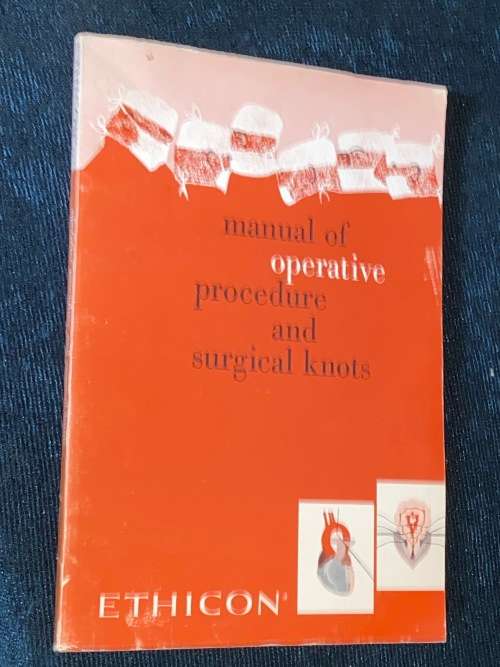 manual of
operative
procedure
and
surgical knots
ETHICON®